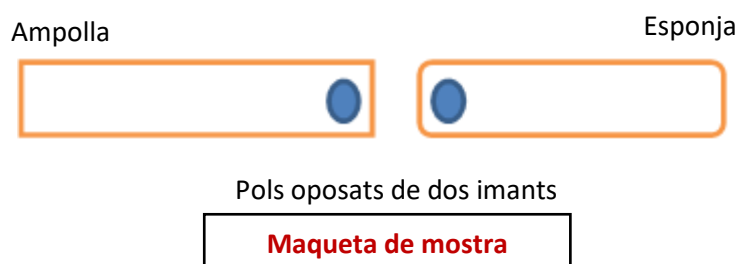 Ampolla
Esponja
Pols oposats de dos imants
Maqueta de mostra